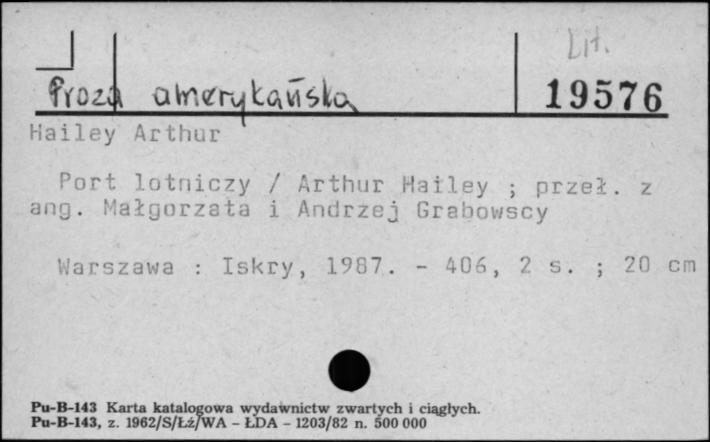 Lit.
Proza amerykańska 19576
Hailey Arthur
Port lotniczy / Arthur Hailey ; przeł. z
ang. Małgorzata i Andrzej Grabowscy
Warszawa : Iskry, 1987. - 406, 2 s. ; 20 cm
Pu-B-143 Karta katalogowa wydawnictw zwartych i ciągłych.
Pu-B-143, z. 1962/S/Łź/WA - ŁDA - 1203/82 n. 500 000